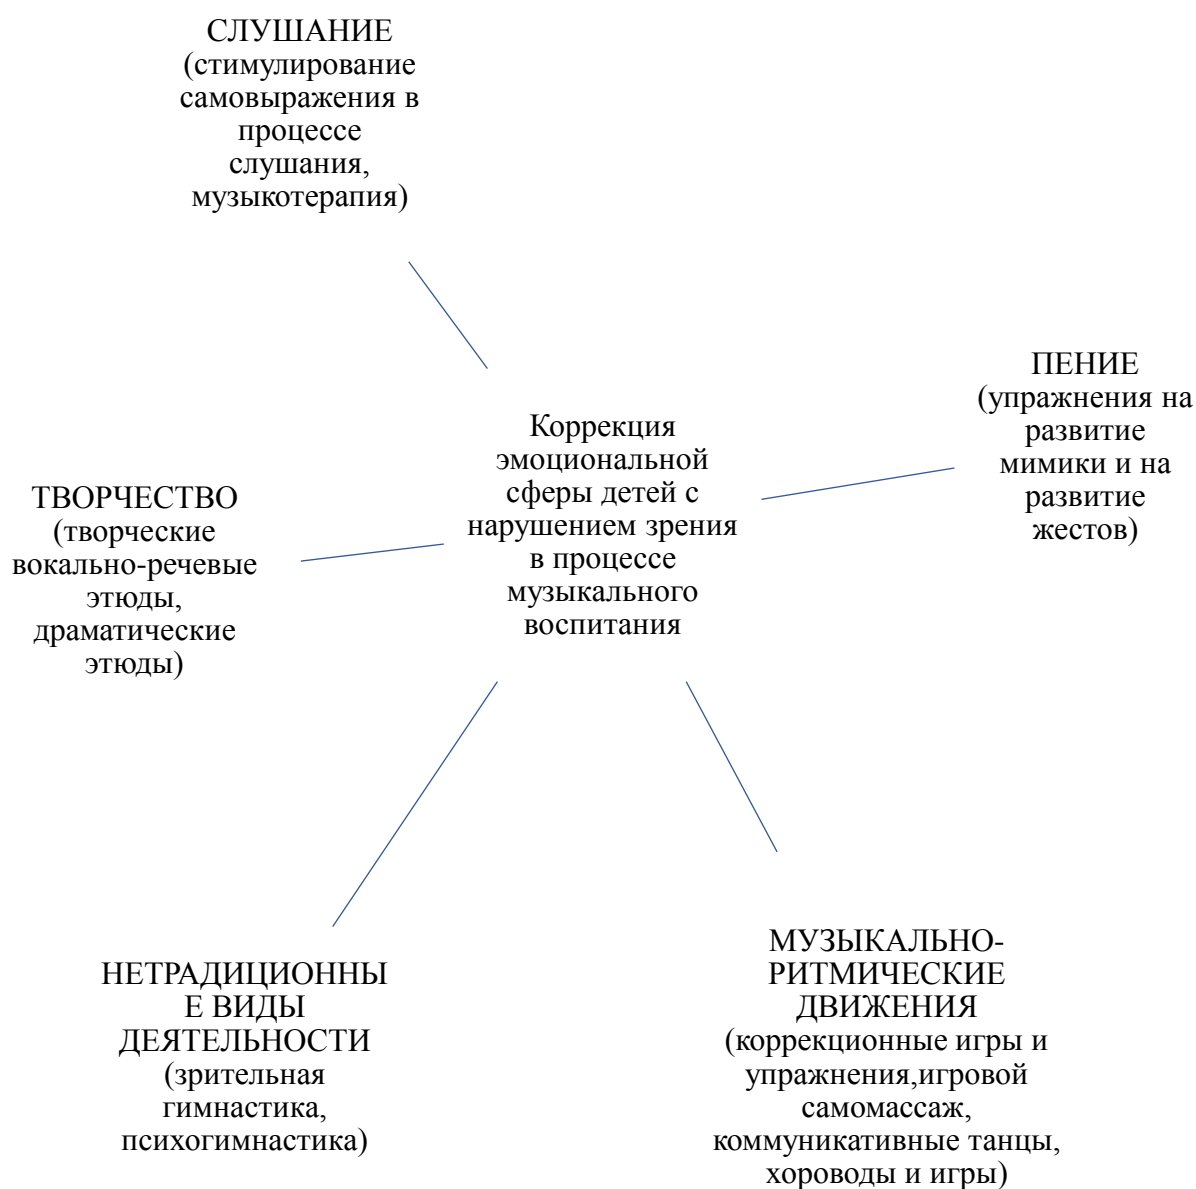 СЛУШАНИЕ
(стимулирование
самовыражения в
процессе
слушания,
музыкотерапия)
ПЕНИЕ
(упражнения на
развитие
мимики и на
развитие
жестов)
Коррекция
эмоциональной
сферы детей с
нарушением зрения
в процессе
музыкального
воспитания
ТВОРЧЕСТВО
(творческие
вокально-речевые
этюды,
драматические
этюды)
НЕТРАДИЦИОННЫ
Е ВИДЫ
ДЕЯТЕЛЬНОСТИ
(зрительная
гимнастика,
психогимнастика)
МУЗЫКАЛЬНО-
РИТМИЧЕСКИЕ
ДВИЖЕНИЯ
(коррекционные игры и
упражнения,игровой
самомассаж,
коммуникативные танцы,
хороводы и игры)